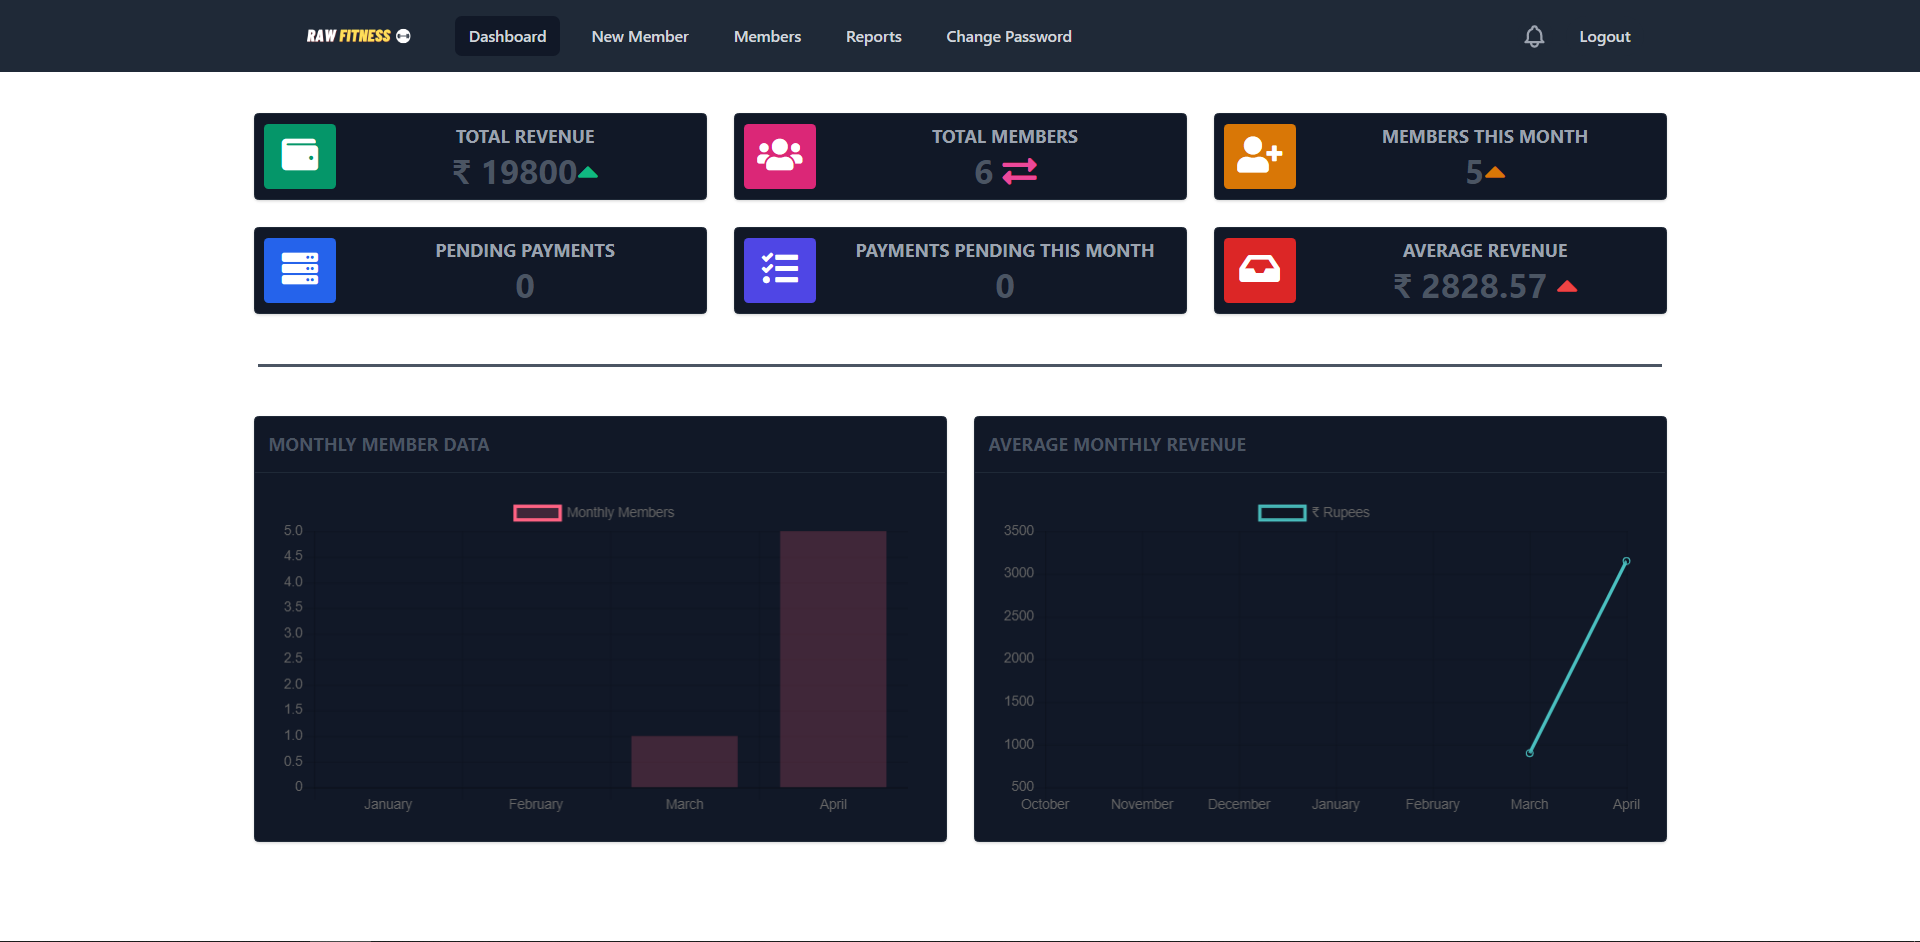 RAW FITNESS Dashboard New Member Members Reports Change Password Logout
TOTAL REVENUE
₹ 19800
TOTAL MEMBERS
6
MEMBERS THIS MONTH
5
PENDING PAYMENTS
0
PAYMENTS PENDING THIS MONTH
0
AVERAGE REVENUE
₹ 2828.57
MONTHLY MEMBER DATA
Monthly Members
5.0
4.5
4.0
3.5
3.0
2.5
2.0
1.5
1.0
0.5
0
January February March April
AVERAGE MONTHLY REVENUE
₹ Rupees
3500
3000
2500
2000
1500
1000
500
October November December January February March April